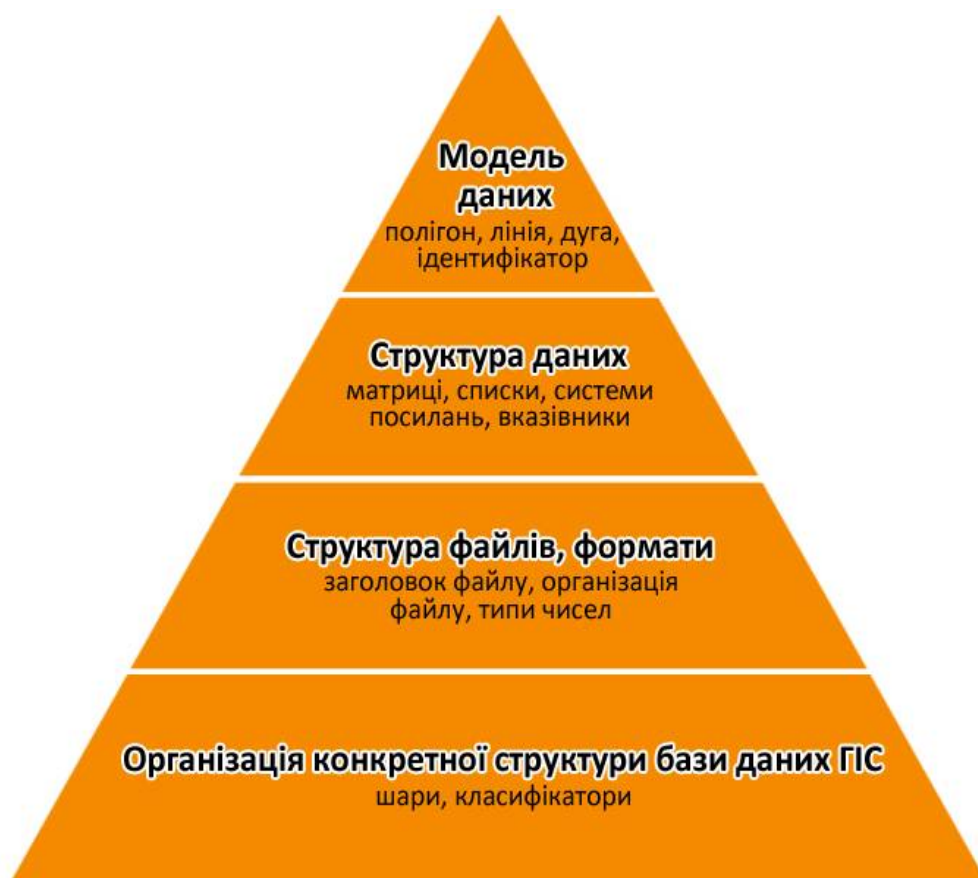 Модель
даних
полігон, лінія, дуга,
ідентифікатор
Структура даних
матриці, списки, системи
посилань, вказівники
Структура файлів, формати
заголовок файлу, організація
файлу, типи чисел
Організація конкретної структури бази даних ГІС
шари, класифікатори